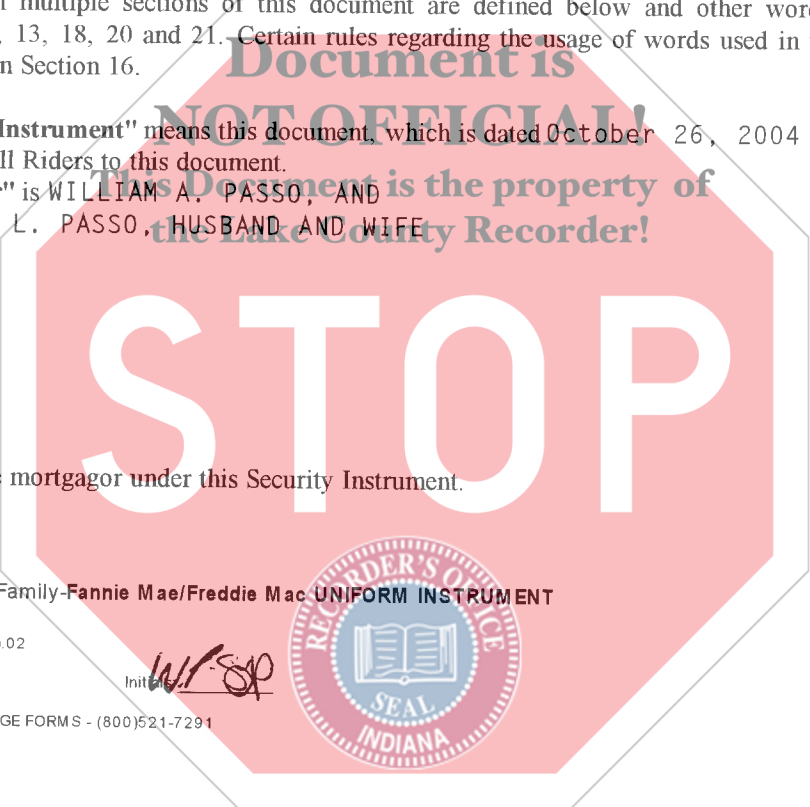 multiple sections of this document are defined below and other wor
, 13, 18, 20 and 21. Certain rules regarding the usage of words used in
n Section 16.
Document is
NOT OFFICIAL!
Instrument" means this document, which is dated October 26, 2004
ll Riders to this document.
This Document is the property of
" is WILLIAM A. PASSO, AND
the Lake County Recorder!
L. PASSO, HUSBAND AND WIFE
STOP
mortgagor under this Security Instrument.
Family-Fannie Mae/Freddie Mac UNIFORM INSTRUMENT
.02
Initials:
GE FORMS - (800)521-7291
RECORDER'S OFFICE
SEAL
INDIANA